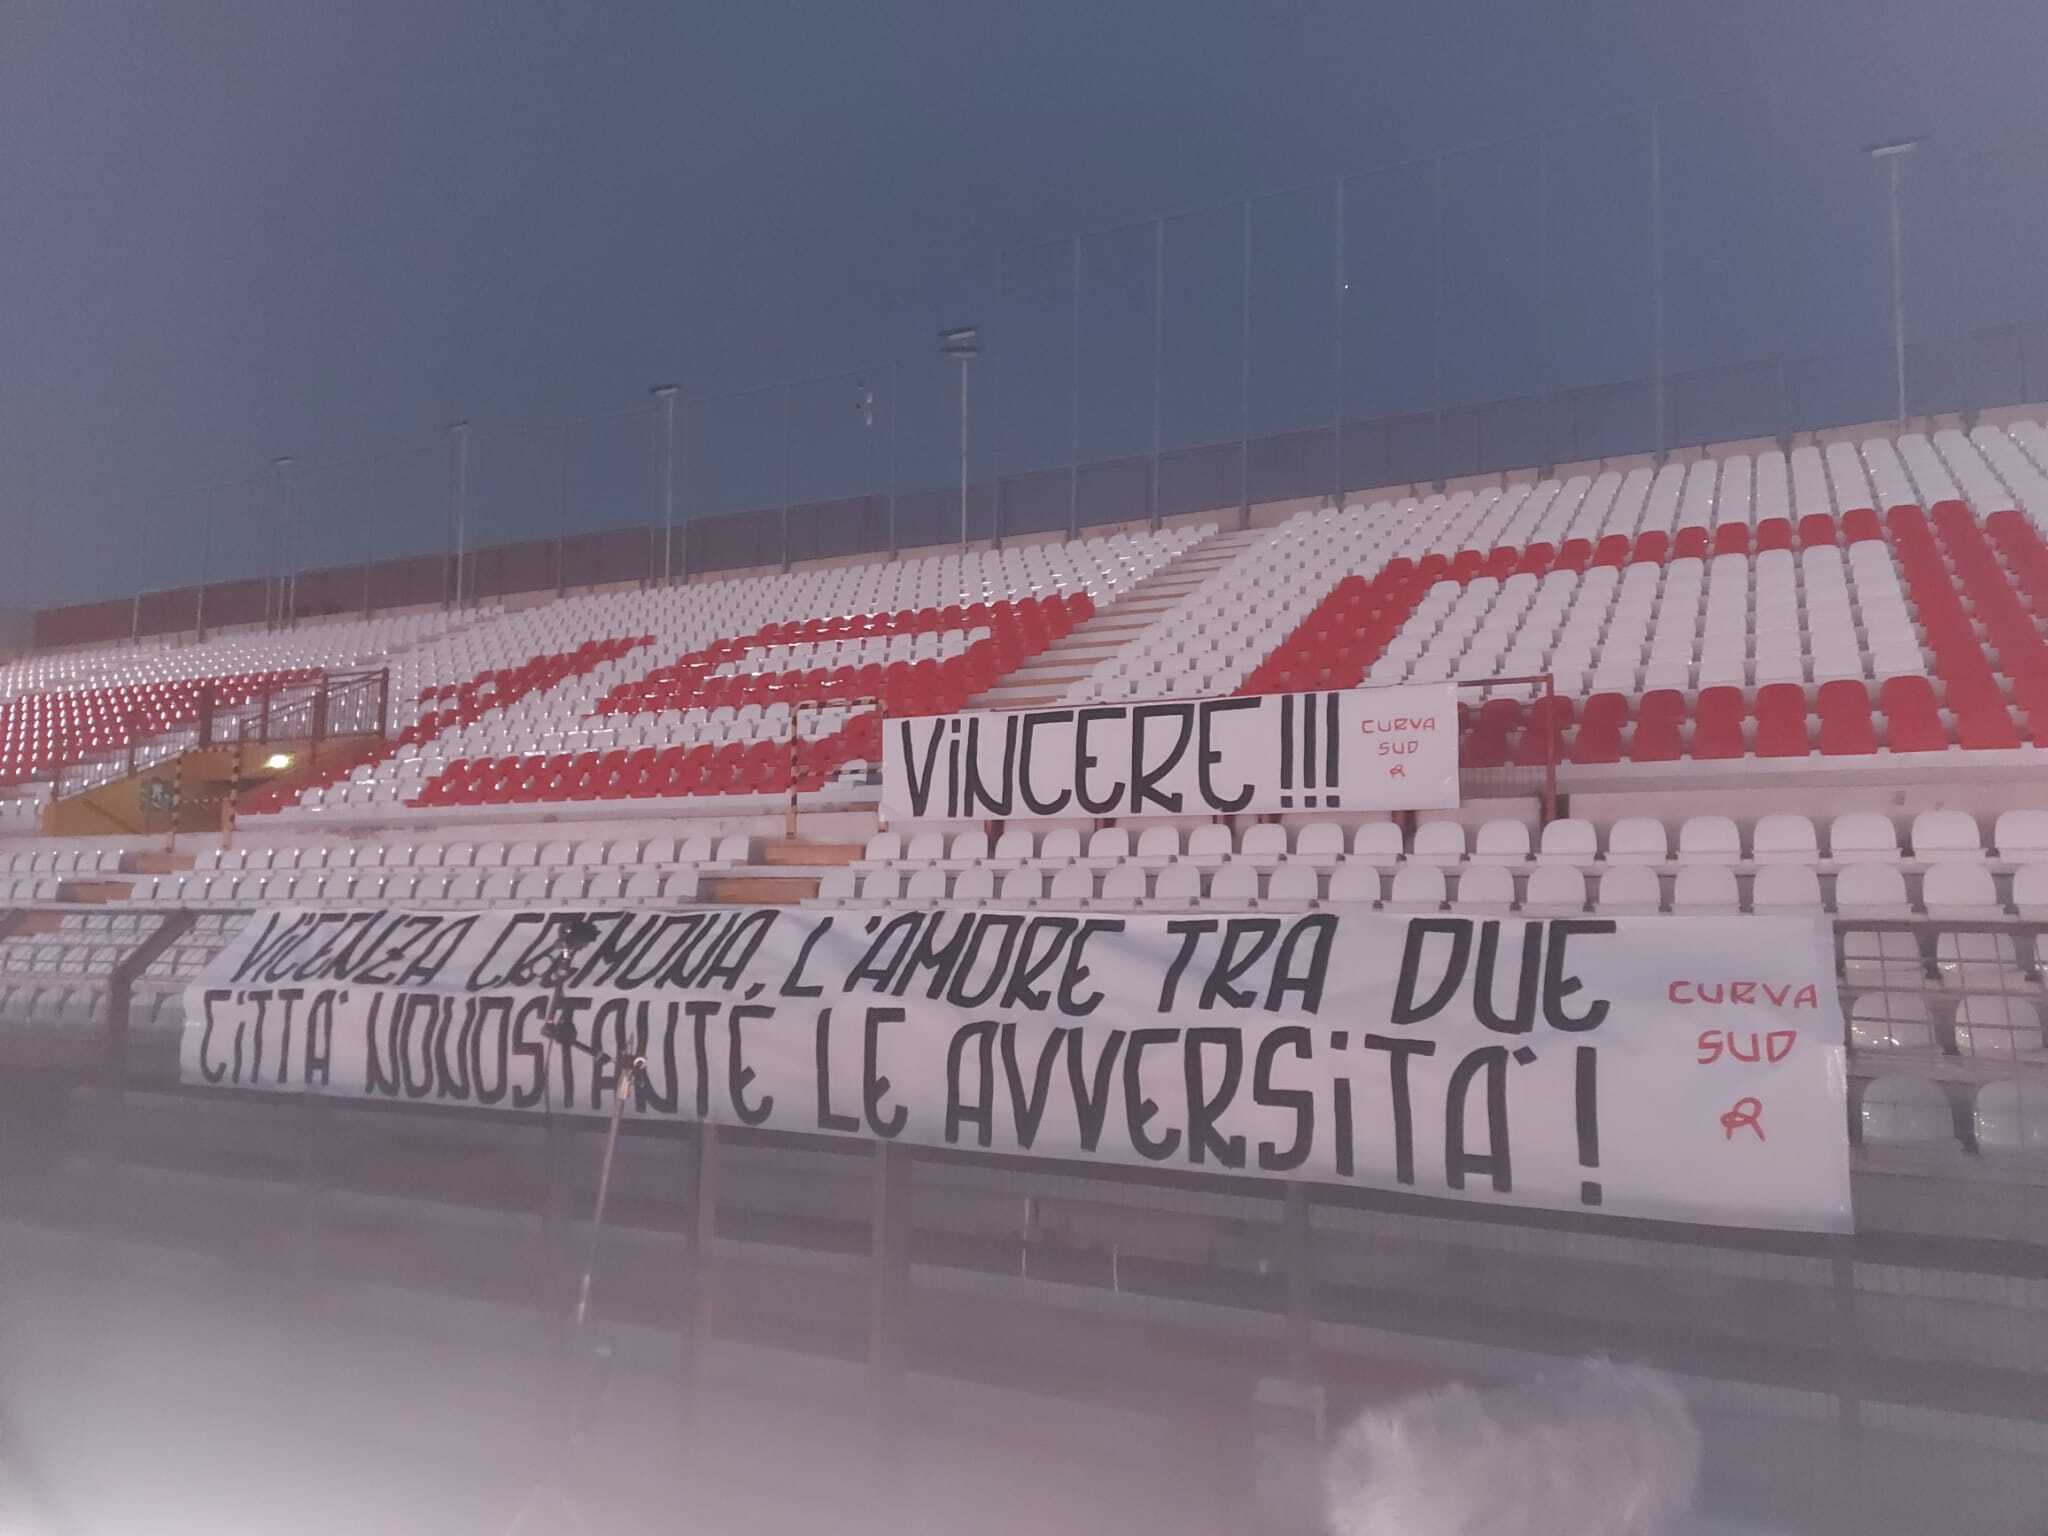 VINCERE!!!
CURVA
SUD
VICENZA CREMONA, L'AMORE TRA DUE
CITTA' NONOSTANTE LE AVVERSITA'!
CURVA
SUD
R